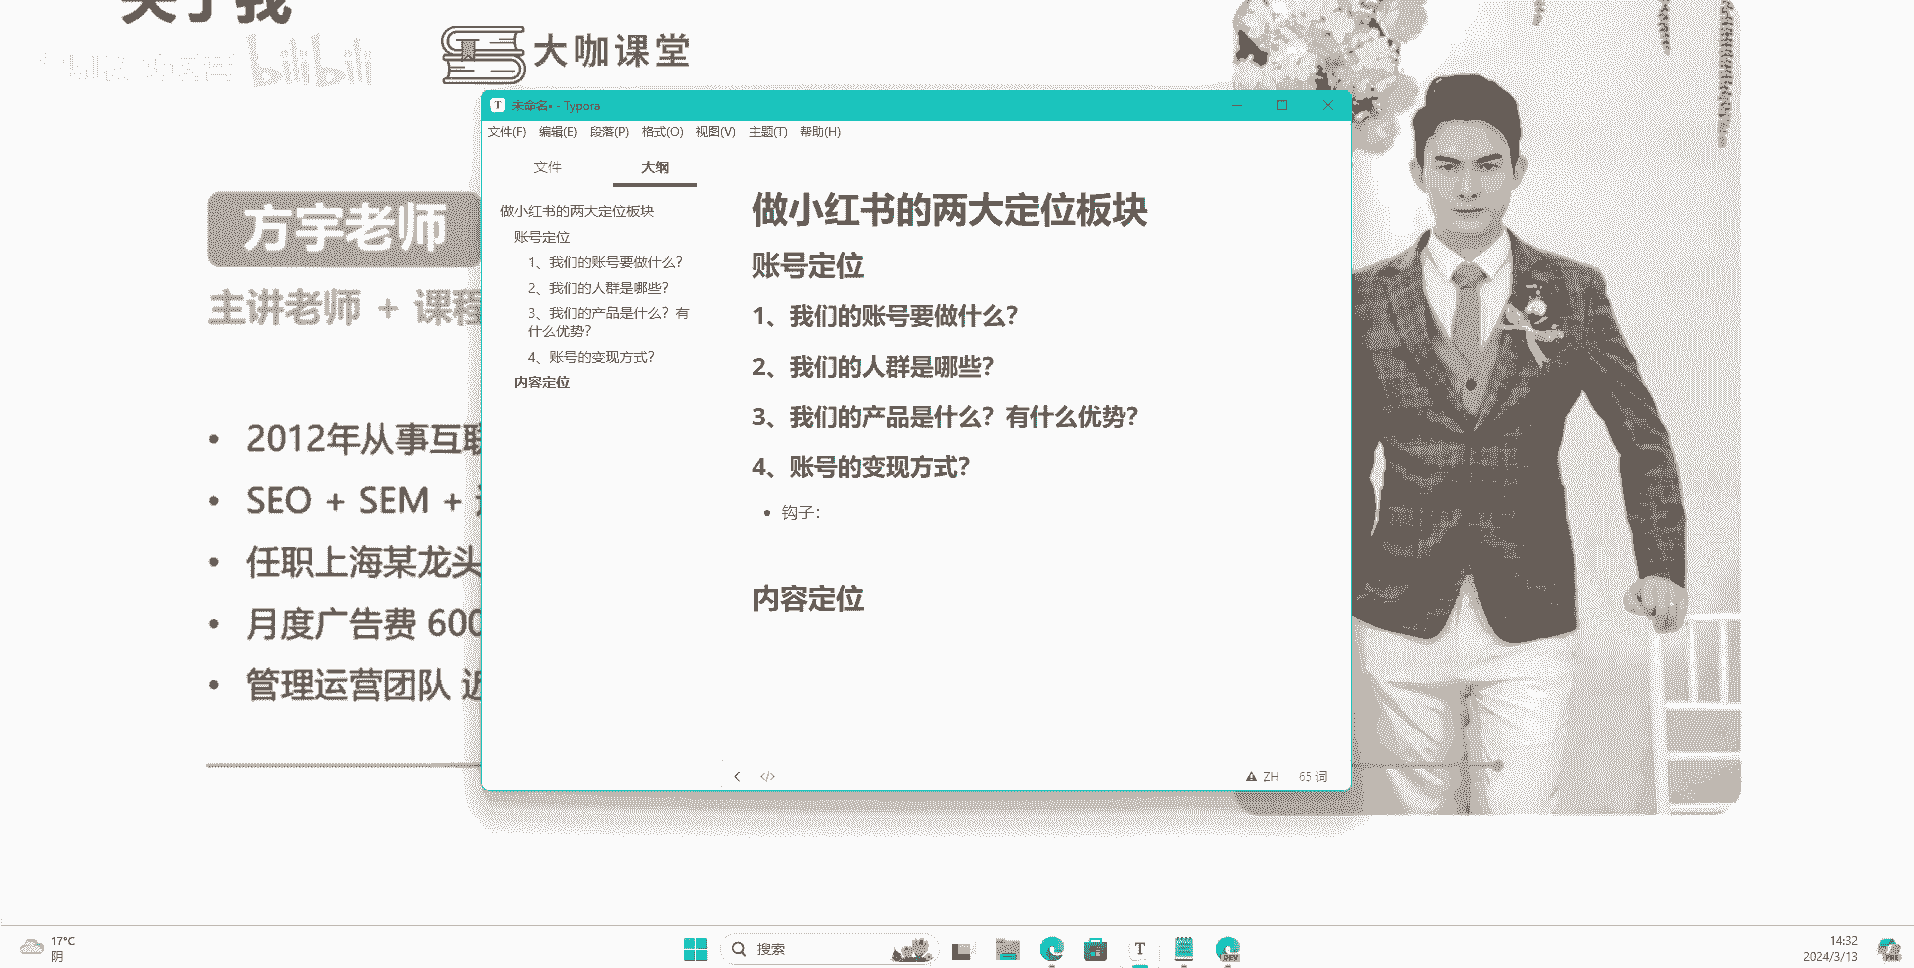 关于我
bilibili
大咖课堂
未命名• - Typora
文件(F) 编辑(E) 段落(P) 格式(O) 视图(V) 主题(T) 帮助(H)
文件 大纲
做小红书的两大定位板块
账号定位
1、我们的账号要做什么?
2、我们的人群是哪些?
3、我们的产品是什么? 有
什么优势?
4、账号的变现方式?
内容定位
做小红书的两大定位板块
账号定位
1、我们的账号要做什么?
2、我们的人群是哪些?
3、我们的产品是什么? 有什么优势?
4、账号的变现方式?
• 钩子:
内容定位
</> ZH 65 词
方宇老师
主讲老师 + 课程
• 2012年从事互联
• SEO + SEM +
• 任职上海某龙头
• 月度广告费 600
• 管理运营团队 近
17°C
阴
搜索
T
DEV
14:32
2024/3/13
PRE